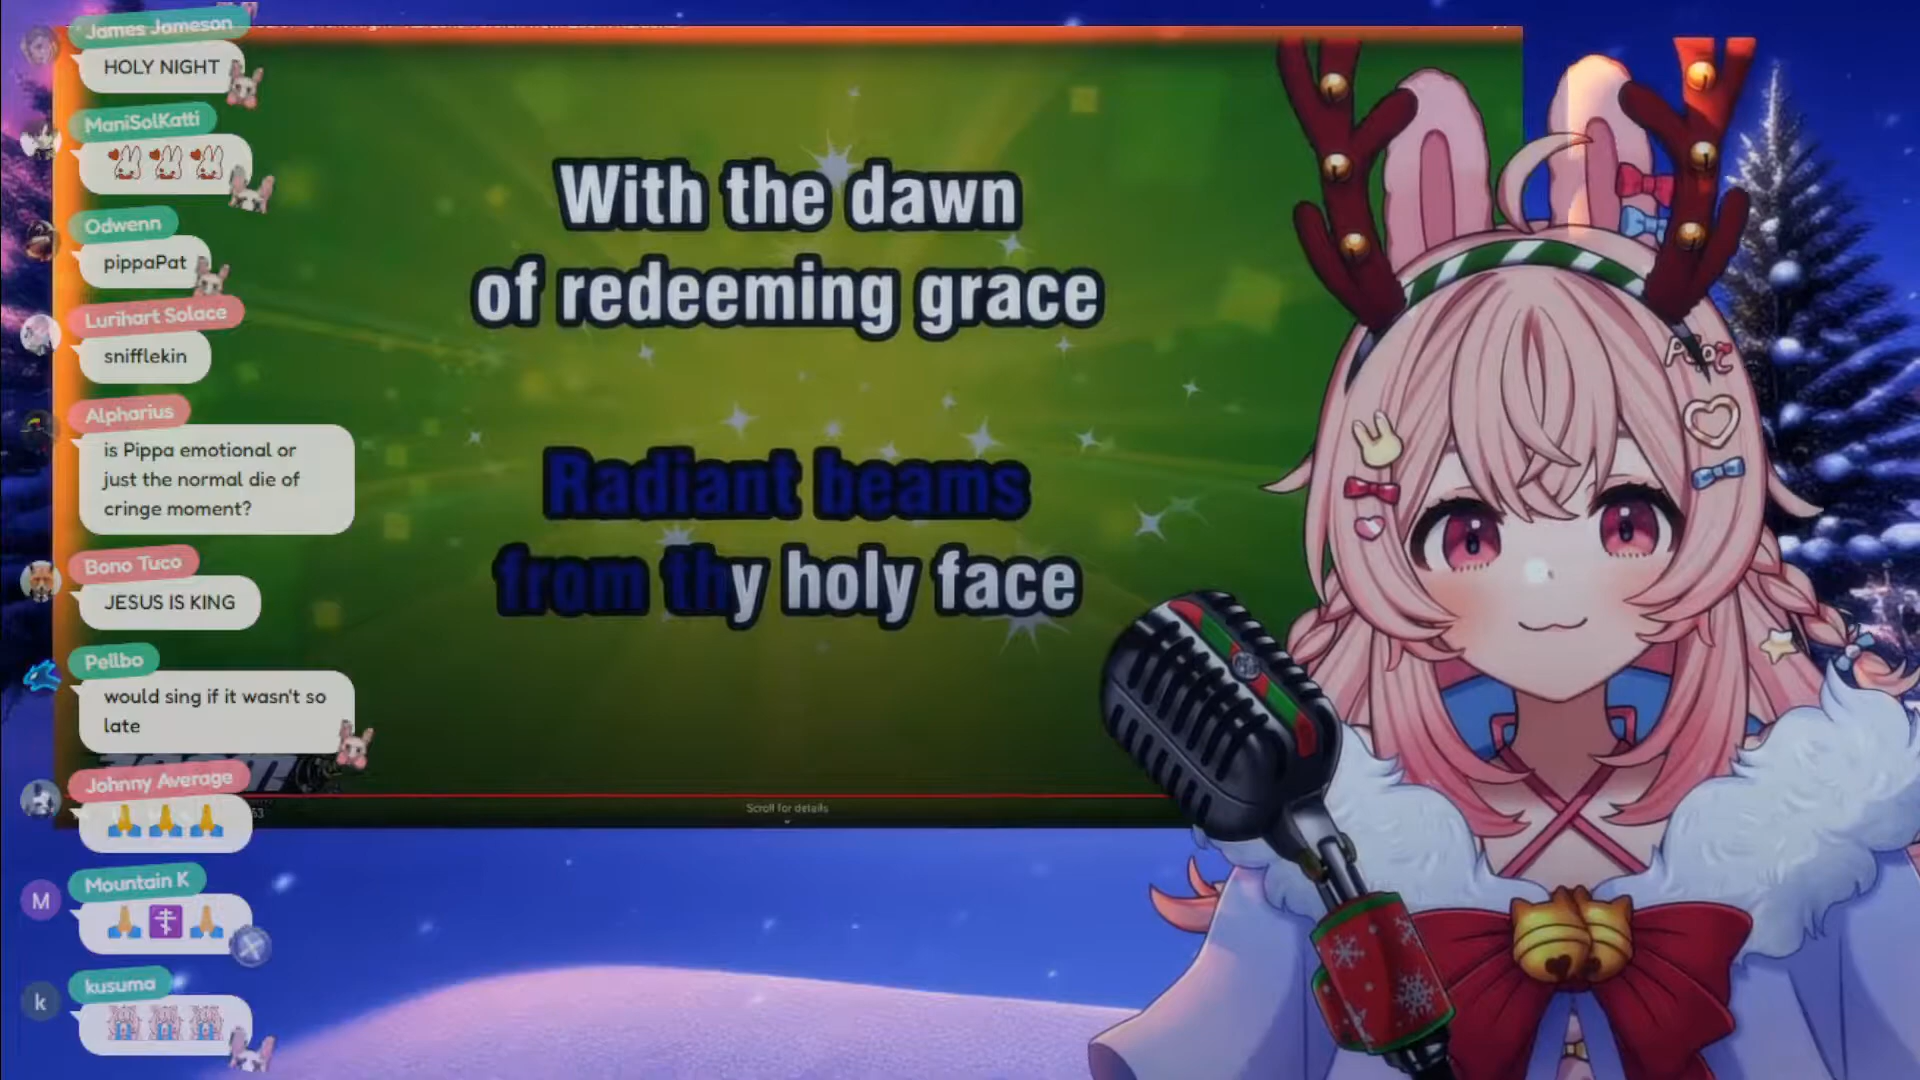 James Jameson
HOLY NIGHT
ManiSolKatti
Odwenn
pippaPat
Lurihart Solace
snifflekin
Alpharius
is Pippa emotional or
just the normal die of
cringe moment?
Bono Tuco
JESUS IS KING
Pellbo
would sing if it wasn't so
late
Johnny Average
🙏🙏🙏
Mountain K
🙏☦️🙏
kusuma
M
k
With the dawn
of redeeming grace
Radiant beams
from thy holy face
Scroll for details